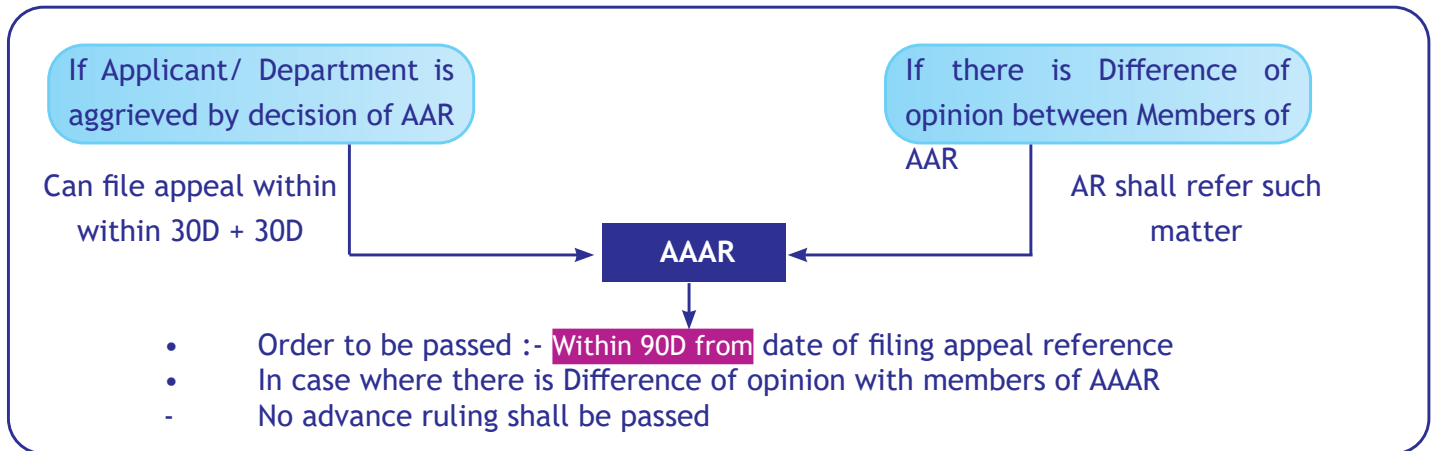 If Applicant/ Department is
aggrieved by decision of AAR
If there is Difference of
opinion between Members of
AAR
Can file appeal within
within 30D + 30D
AR shall refer such
matter
AAAR
• Order to be passed :- Within 90D from date of filing appeal reference
• In case where there is Difference of opinion with members of AAAR
- No advance ruling shall be passed